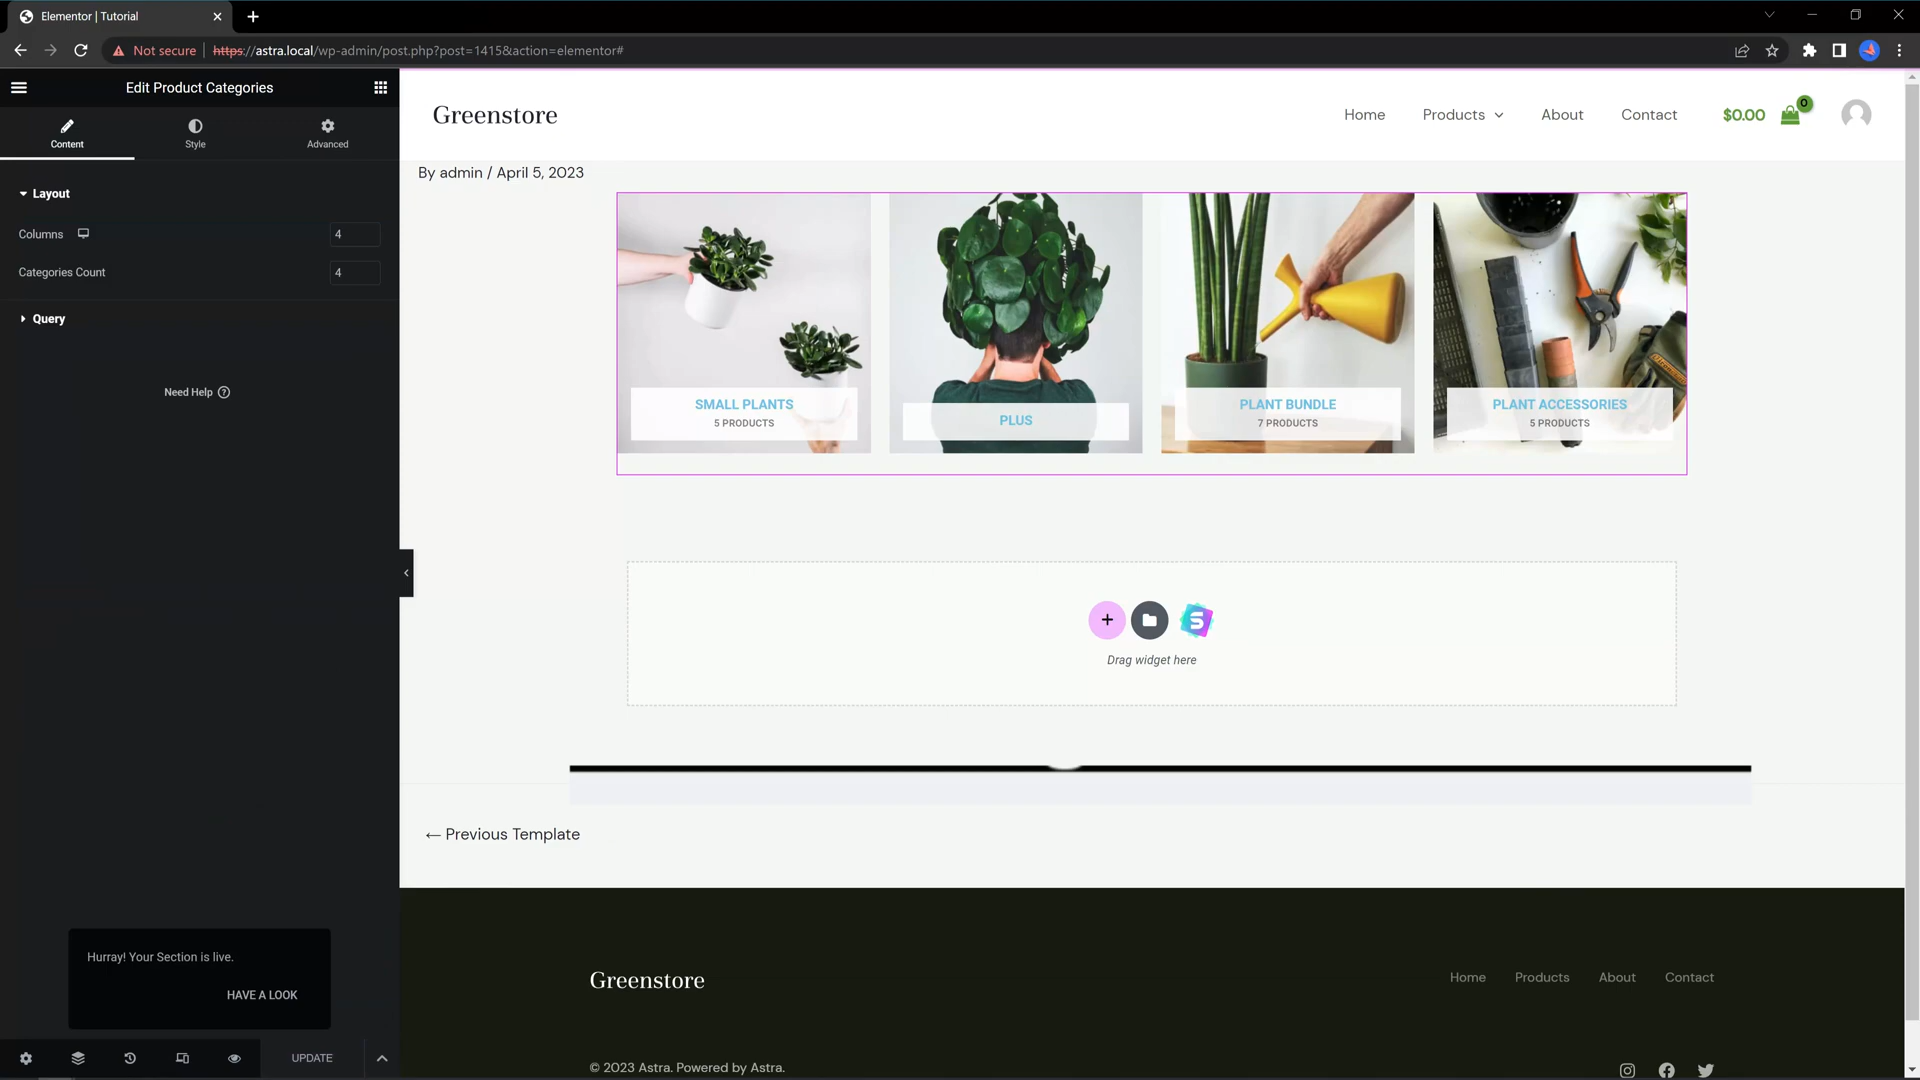 Elementor | Tutorial
Not secure | https://astra.local/wp-admin/post.php?post=1415&action=elementor#
Edit Product Categories
Content
Style
Advanced
Layout
Columns 4
Categories Count 4
Query
Need Help
Hurray! Your Section is live.
HAVE A LOOK
UPDATE
Greenstore
Home
Products
About
Contact
$0.00
0
By admin / April 5, 2023
SMALL PLANTS
5 PRODUCTS
PLUS
PLANT BUNDLE
7 PRODUCTS
PLANT ACCESSORIES
5 PRODUCTS
Drag widget here
← Previous Template
Greenstore
Home
Products
About
Contact
© 2023 Astra. Powered by Astra.